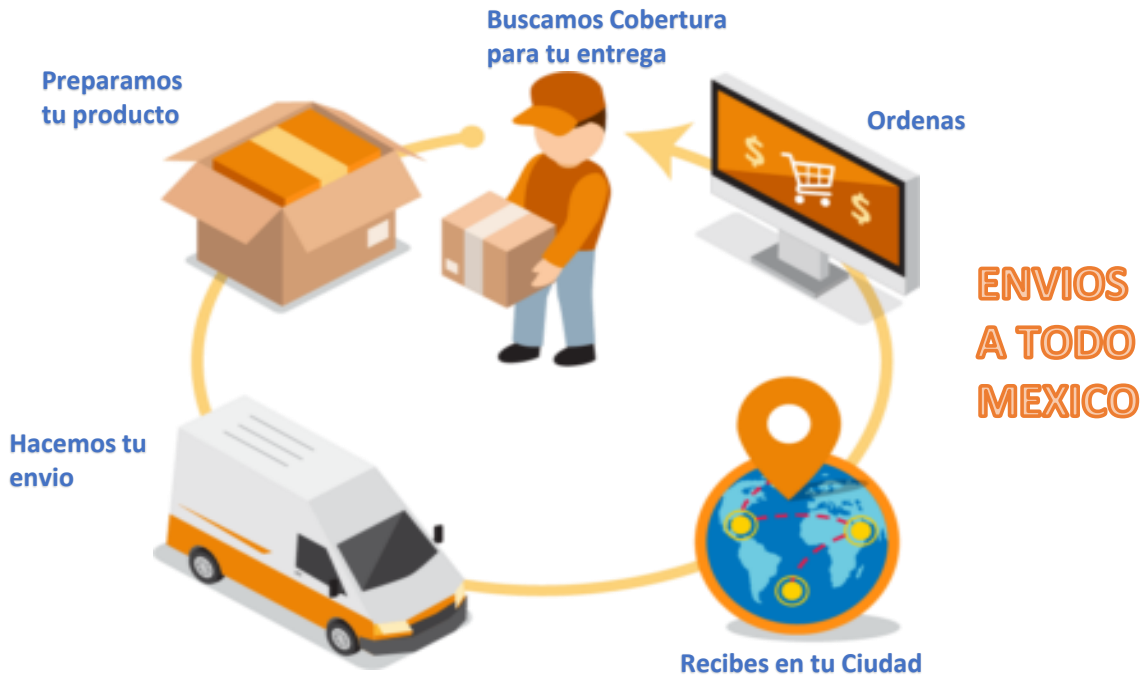 Buscamos Cobertura
para tu entrega
Preparamos
tu producto
Ordenas
$
$
ENVIOS
A TODO
MEXICO
Hacemos tu
envio
Recibes en tu Ciudad